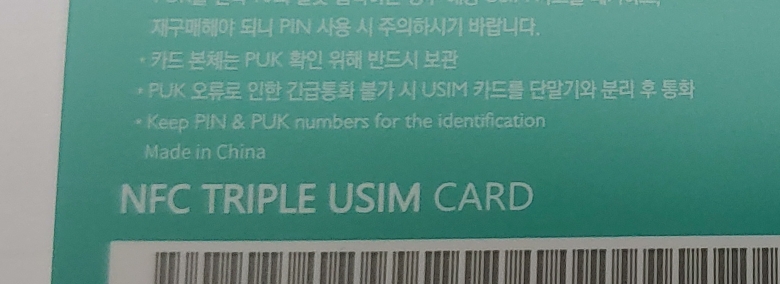 재구매해야 되니 PIN 사용 시 주의하시기 바랍니다.
• 카드 본체는 PUK 확인 위해 반드시 보관
• PUK 오류로 인한 긴급통화 불가 시 USIM 카드를 단말기와 분리 후 통화
• Keep PIN & PUK numbers for the identification
Made in China
NFC TRIPLE USIM CARD